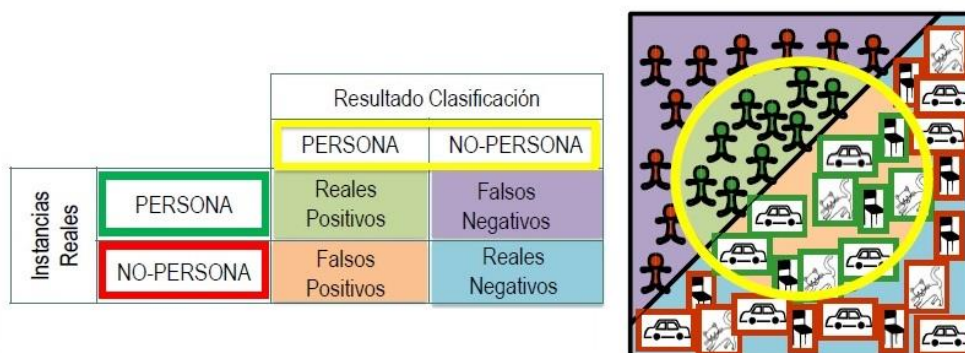 Resultado Clasificación
PERSONA
NO-PERSONA
Instancias
Reales
PERSONA
Reales
Positivos
Falsos
Negativos
NO-PERSONA
Falsos
Positivos
Reales
Negativos